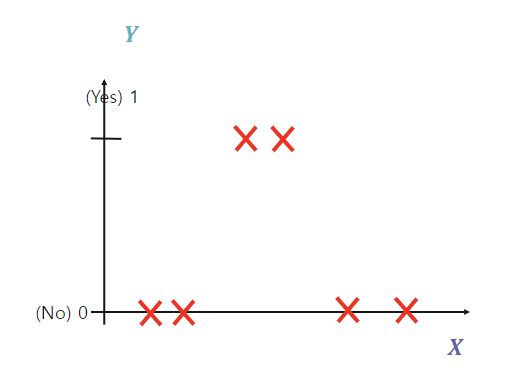 Y
(Yes) 1
(No) 0
X